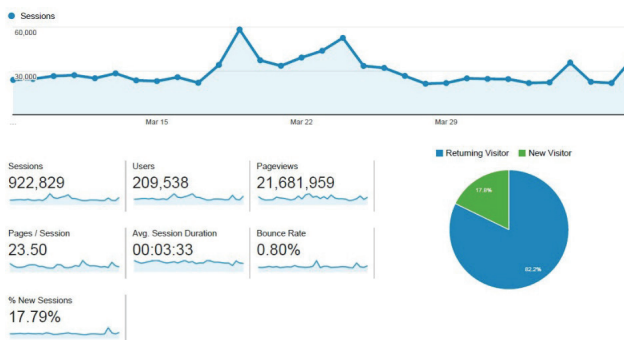 Sessions
60,000
30,000
...
Mar 15
Mar 22
Mar 29
Sessions
922,829
Users
209,538
Pageviews
21,681,959
Pages / Session
23.50
Avg. Session Duration
00:03:33
Bounce Rate
0.80%
% New Sessions
17.79%
Returning Visitor
New Visitor
17.8%
82.2%